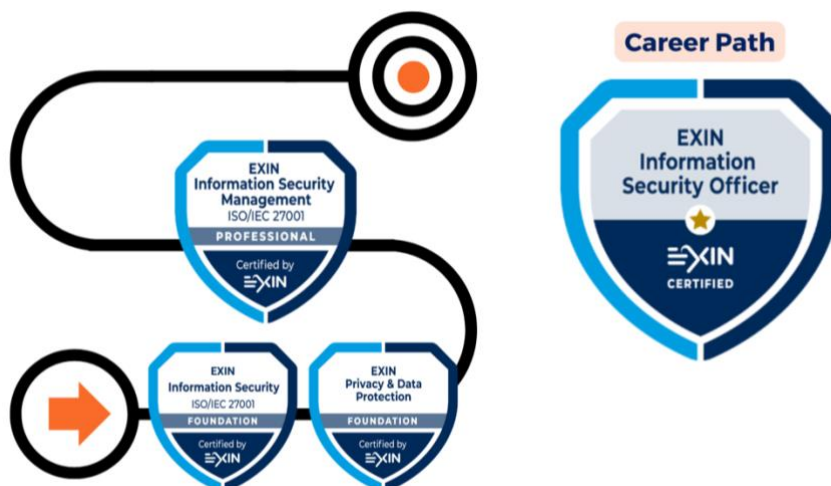 Career Path
EXIN
Information
Security Officer
EXIN
CERTIFIED
EXIN
Information Security
Management
ISO/IEC 27001
PROFESSIONAL
Certified by
EXIN
EXIN
Information Security
ISO/IEC 27001
FOUNDATION
Certified by
EXIN
EXIN
Privacy & Data
Protection
FOUNDATION
Certified by
EXIN